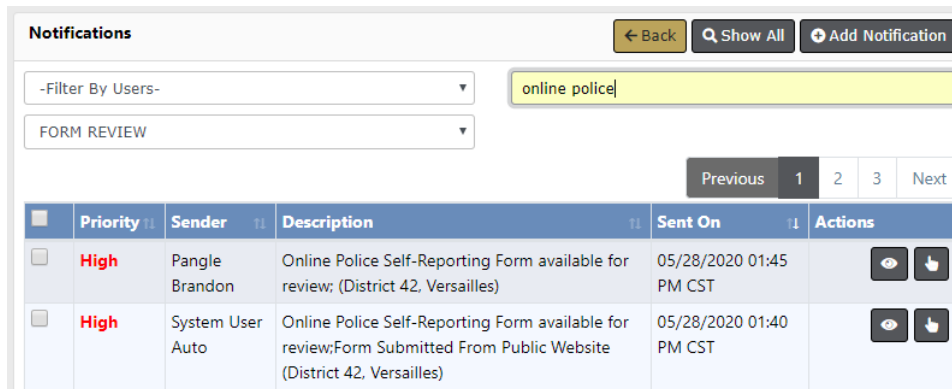 Notifications
Back
Show All
Add Notification
-Filter By Users-
online police
FORM REVIEW
Previous 1 2 3 Next
Priority Sender Description Sent On Actions
High Pangle Online Police Self-Reporting Form available for 05/28/2020 01:45
Brandon review; (District 42, Versailles) PM CST
High System User Online Police Self-Reporting Form available for 05/28/2020 01:40
Auto review;Form Submitted From Public Website PM CST
(District 42, Versailles)